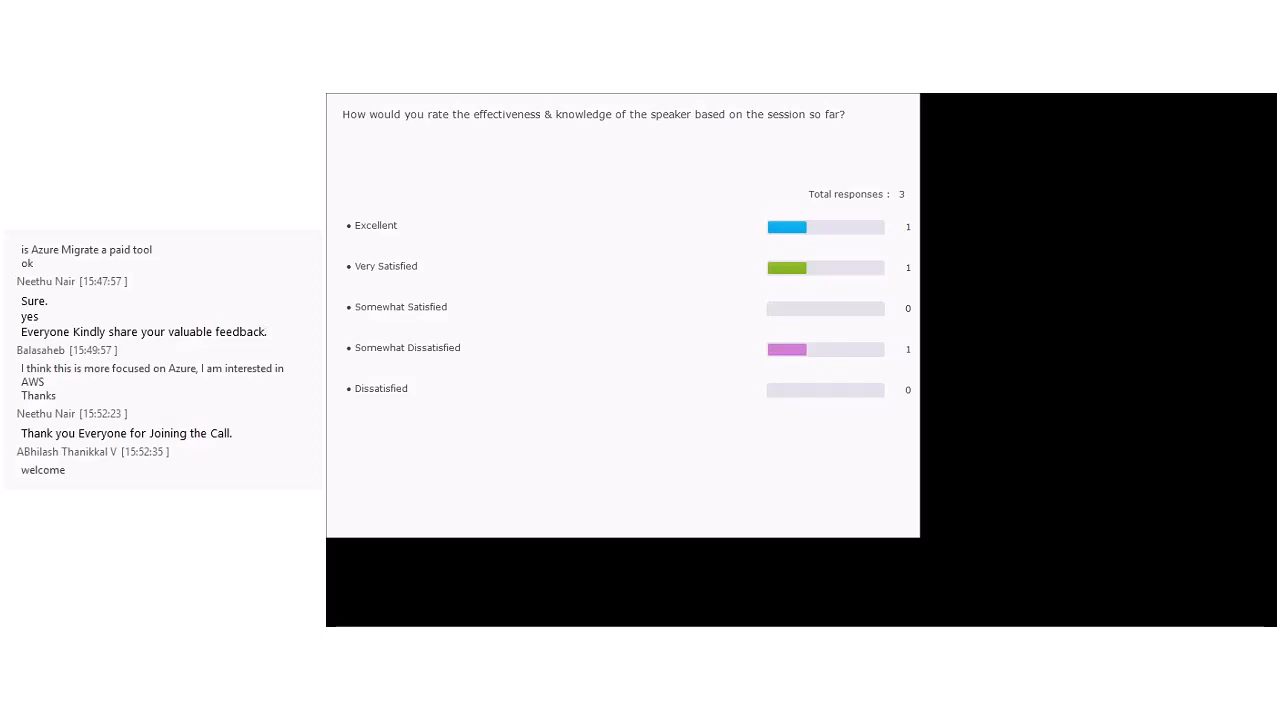 is Azure Migrate a paid tool
ok
Neethu Nair [15:47:57 ]
Sure.
yes
Everyone Kindly share your valuable feedback.
Balasaheb [15:49:57 ]
I think this is more focused on Azure, I am interested in
AWS
Thanks
Neethu Nair [15:52:23 ]
Thank you Everyone for Joining the Call.
ABhilash Thanikkal V [15:52:35 ]
welcome
How would you rate the effectiveness & knowledge of the speaker based on the session so far?
Total responses : 3
• Excellent 1
• Very Satisfied 1
• Somewhat Satisfied 0
• Somewhat Dissatisfied 1
• Dissatisfied 0